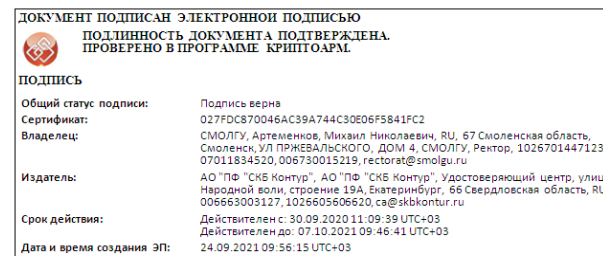 ДОКУМЕНТ ПОДПИСАН ЭЛЕКТРОННОЙ ПОДПИСЬЮ
ПОДЛИННОСТЬ ДОКУМЕНТА ПОДТВЕРЖДЕНА.
ПРОВЕРЕНО В ПРОГРАММЕ КРИПТОАРМ.
ПОДПИСЬ
Общий статус подписи: Подпись верна
Сертификат: 027FDC870046AC39A744C30E06F5841FC2
Владелец: СМОЛГУ, Артеменков, Михаил Николаевич, RU, 67 Смоленская область,
Смоленск, УЛ ПРЖЕВАЛЬСКОГО, ДОМ 4, СМОЛГУ, Ректор, 1026701447123
07011834520, 006730015219, rectorat@smolgu.ru
Издатель: АО "ПФ "СКБ Контур", АО "ПФ "СКБ Контур", Удостоверяющий центр, улиц
Народной воли, строение 19А, Екатеринбург, 66 Свердловская область, RU
006663003127, 1026605606620, ca@skbkontur.ru
Срок действия: Действителен с: 30.09.2020 11:09:39 UTC+03
Действителен до: 07.10.2021 09:46:41 UTC+03
Дата и время создания ЭП: 24.09.2021 09:56:15 UTC+03